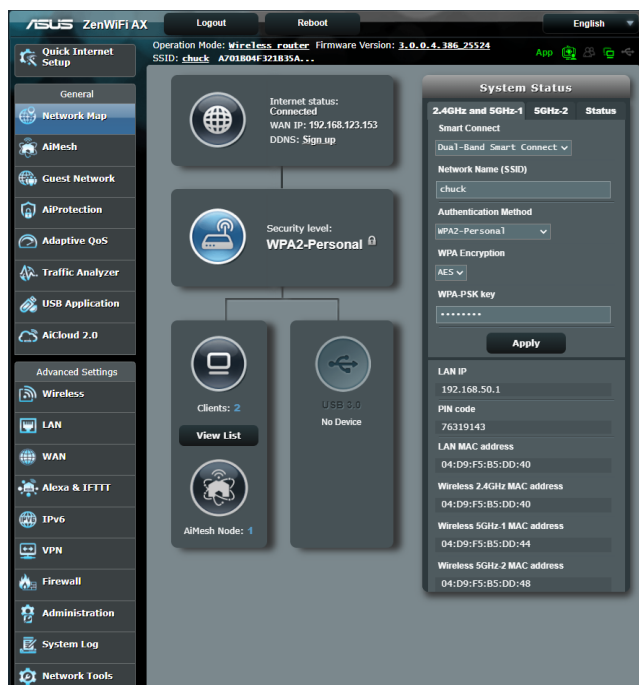 ASUS ZenWiFi AX Logout Reboot English
Quick Internet Setup
Operation Mode: Wireless router Firmware Version: 3.0.0.4.386_25524
SSID: chuck A701B04F321B35A...
App
General
Network Map
AiMesh
Guest Network
AiProtection
Adaptive QoS
Traffic Analyzer
USB Application
AiCloud 2.0
Advanced Settings
Wireless
LAN
WAN
Alexa & IFTTT
IPv6
VPN
Firewall
Administration
System Log
Network Tools
Internet status:
Connected
WAN IP: 192.168.123.153
DDNS: Sign up
Security level:
WPA2-Personal
Clients: 2
View List
AiMesh Node: 1
USB 3.0
No Device
System Status
2.4GHz and 5GHz-1 5GHz-2 Status
Smart Connect
Dual-Band Smart Connect
Network Name (SSID)
chuck
Authentication Method
WPA2-Personal
WPA Encryption
AES
WPA-PSK key
••••••••
Apply
LAN IP
192.168.50.1
PIN code
76319143
LAN MAC address
04:D9:F5:B5:DD:40
Wireless 2.4GHz MAC address
04:D9:F5:B5:DD:40
Wireless 5GHz-1 MAC address
04:D9:F5:B5:DD:44
Wireless 5GHz-2 MAC address
04:D9:F5:B5:DD:48